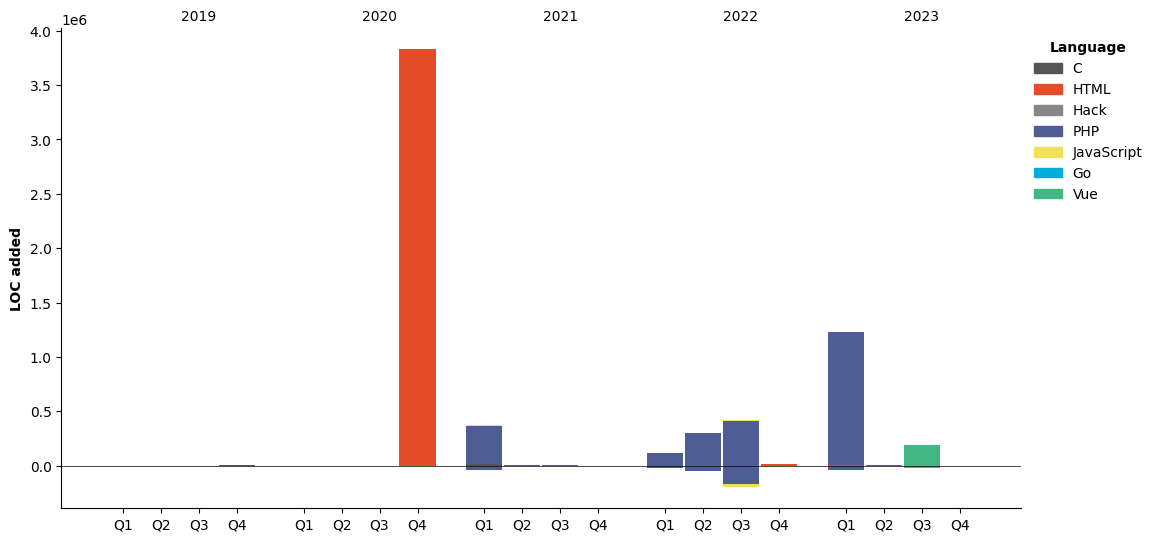 1e6
2019 2020 2021 2022 2023
4.0
3.5
3.0
2.5
2.0
1.5
1.0
0.5
0.0
LOC added
Q1 Q2 Q3 Q4 Q1 Q2 Q3 Q4 Q1 Q2 Q3 Q4 Q1 Q2 Q3 Q4 Q1 Q2 Q3 Q4
Language
C
HTML
Hack
PHP
JavaScript
Go
Vue